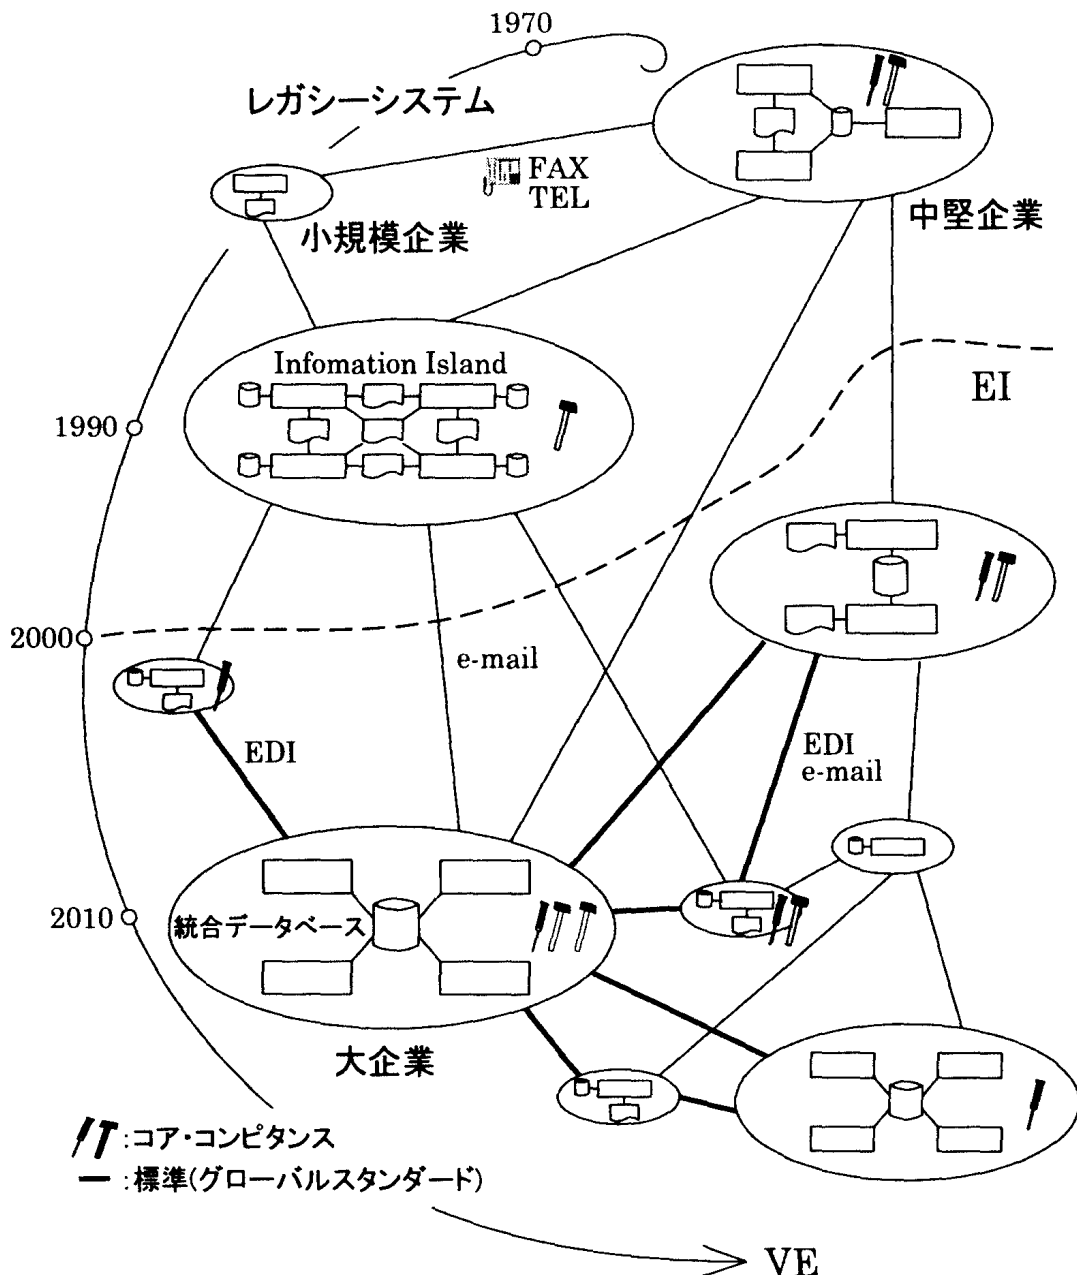 1970
レガシーシステム
FAX
TEL
小規模企業
中堅企業
Infomation Island
EI
1990
2000
e-mail
EDI
EDI
e-mail
2010
統合データベース
大企業
:コア・コンピタンス
:標準(グローバルスタンダード)
VE